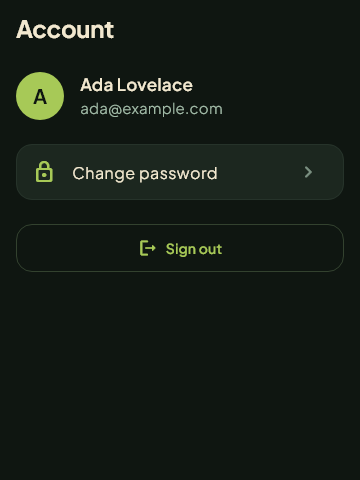 Account
A
Ada Lovelace
ada@example.com
Change password
Sign out